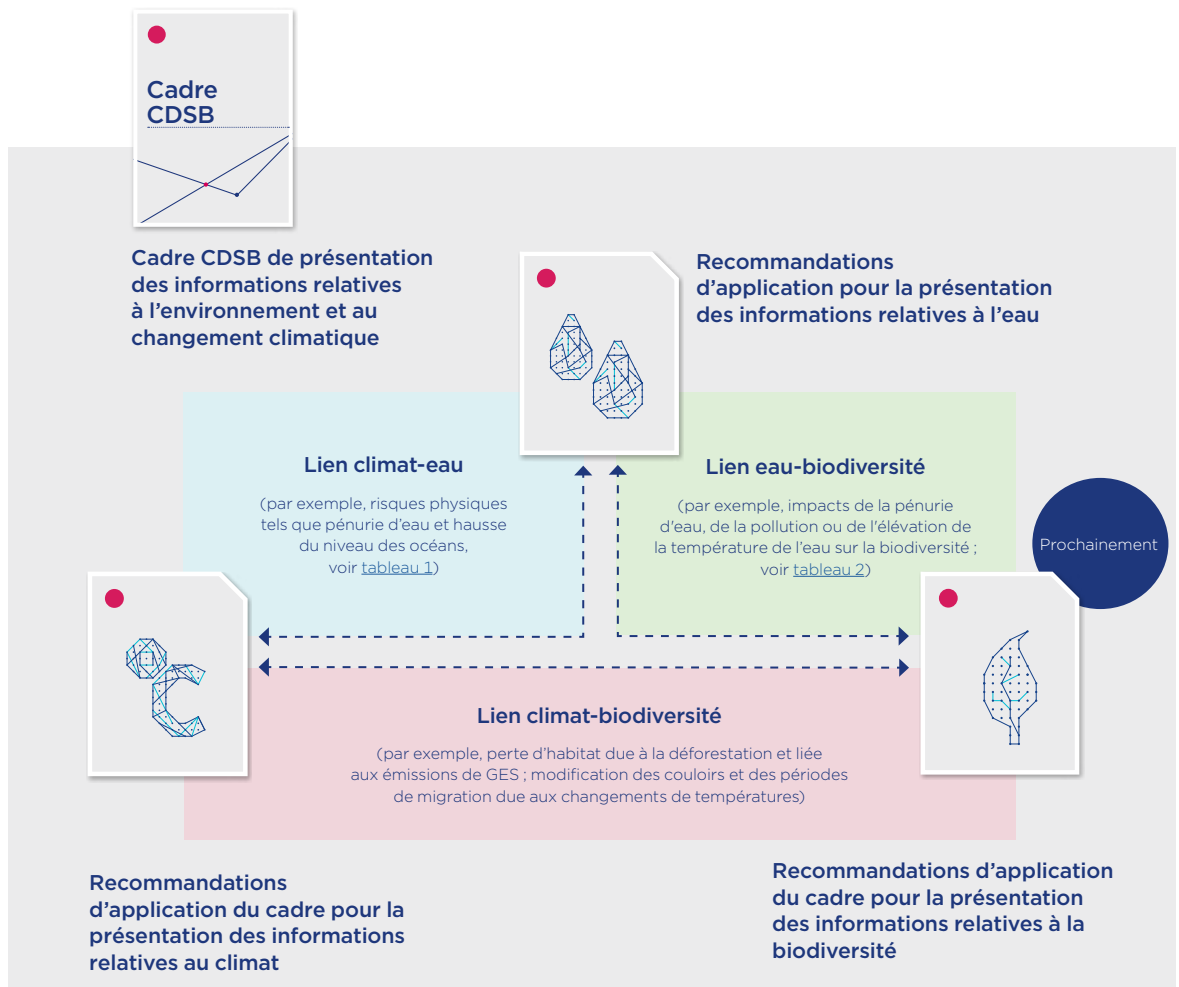 Cadre
CDSB
Cadre CDSB de présentation
des informations relatives
à l'environnement et au
changement climatique
Recommandations
d'application pour la présentation
des informations relatives à l'eau
Lien climat-eau
(par exemple, risques physiques
tels que pénurie d'eau et hausse
du niveau des océans,
voir tableau 1)
Lien eau-biodiversité
(par exemple, impacts de la pénurie
d'eau, de la pollution ou de l'élévation de
la température de l'eau sur la biodiversité ;
voir tableau 2)
Prochainement
Lien climat-biodiversité
(par exemple, perte d'habitat due à la déforestation et liée
aux émissions de GES ; modification des couloirs et des périodes
de migration due aux changements de températures)
Recommandations
d'application du cadre pour la
présentation des informations
relatives au climat
Recommandations d'application
du cadre pour la présentation
des informations relatives à la
biodiversité